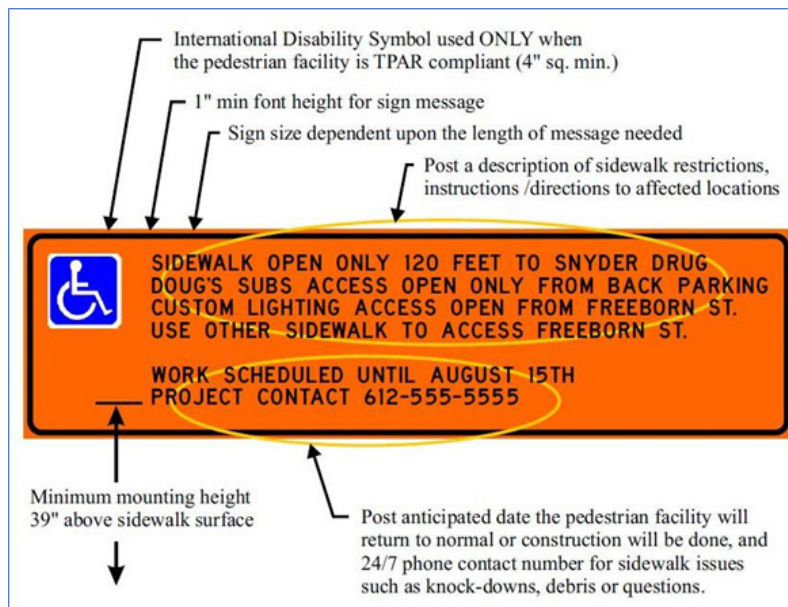 International Disability Symbol used ONLY when
the pedestrian facility is TPAR compliant (4" sq. min.)
1" min font height for sign message
Sign size dependent upon the length of message needed
Post a description of sidewalk restrictions,
instructions /directions to affected locations
SIDEWALK OPEN ONLY 120 FEET TO SNYDER DRUG
DOUG'S SUBS ACCESS OPEN ONLY FROM BACK PARKING
CUSTOM LIGHTING ACCESS OPEN FROM FREEBORN ST.
USE OTHER SIDEWALK TO ACCESS FREEBORN ST.
WORK SCHEDULED UNTIL AUGUST 15TH
PROJECT CONTACT 612-555-5555
Minimum mounting height
39" above sidewalk surface
Post anticipated date the pedestrian facility will
return to normal or construction will be done, and
24/7 phone contact number for sidewalk issues
such as knock-downs, debris or questions.